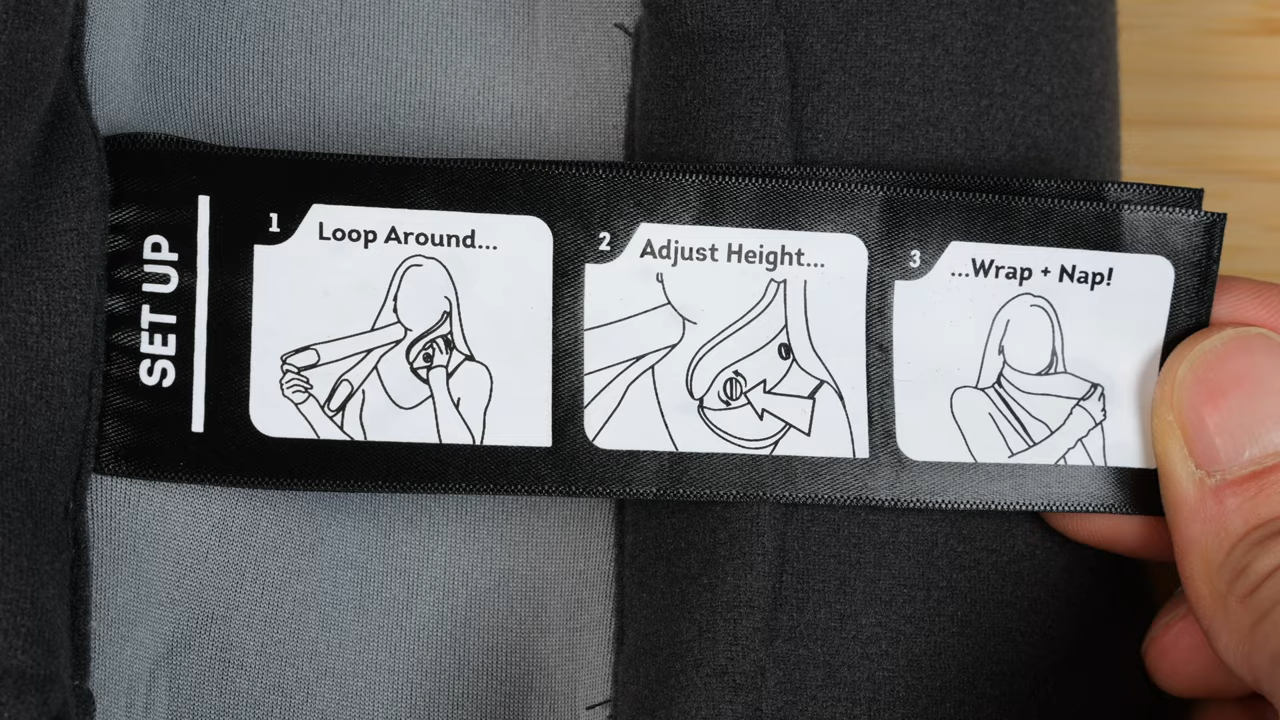 SET UP
1
Loop Around...
2
Adjust Height...
3
...Wrap + Nap!